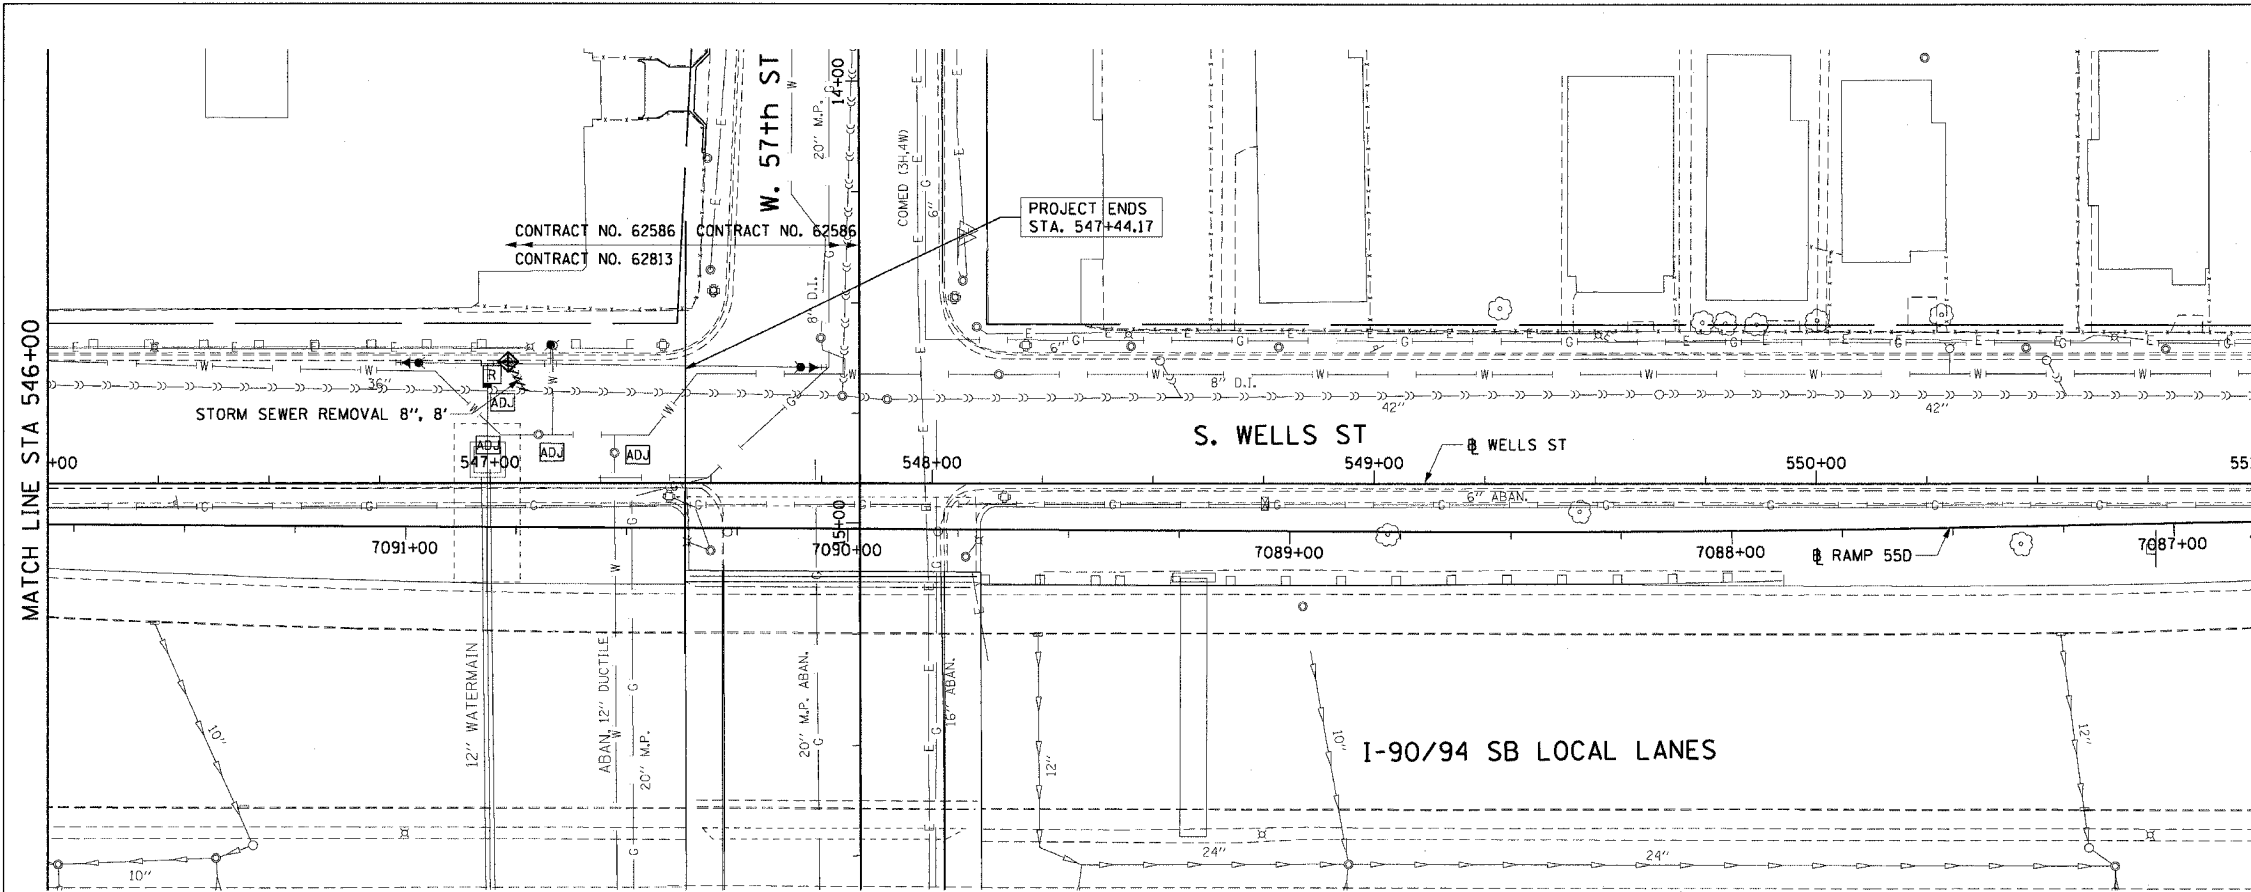 W. 57th ST
20" M.P.
14+00
COMED (3H,4W)
6"
PROJECT ENDS
STA. 547+44.17
CONTRACT NO. 62586
CONTRACT NO. 62586
CONTRACT NO. 62813
8" D.I.
MATCH LINE STA 546+00
36"
R
ADJ
STORM SEWER REMOVAL 8", 8'
ADJ
ADJ
ADJ
6"
8" D.I.
42"
42"
S. WELLS ST
℄ WELLS ST
+00
547+00
548+00
549+00
550+00
551
6" ABAN.
15+00
7091+00
7090+00
7089+00
7088+00
7087+00
℄ RAMP 55D
12" WATERMAIN
ABAN. 12" DUCTILE
20" M.P.
20" M.P. ABAN.
16" ABAN.
10"
12"
10"
12"
I-90/94 SB LOCAL LANES
10"
24"
24"